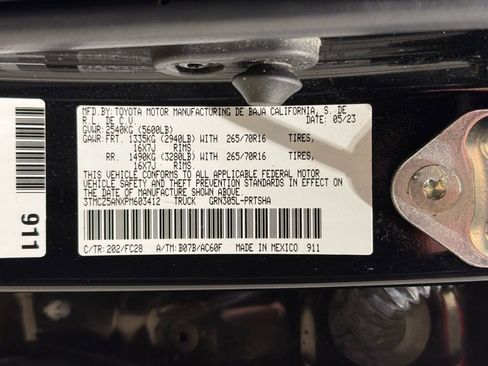 MFD.BY:TOYOTA MOTOR MANUFACTURING DE BAJA CALIFORNIA, S. DE
R.L. DE C.V. DATE: 05/23
GVWR:2540KG (5600LB)
GAWR:FRT. 1335KG (2940LB) WITH 265/70R16 TIRES,
16X7J RIMS.
RR. 1490KG (3280LB) WITH 265/70R16 TIRES,
16X7J RIMS.
THIS VEHICLE CONFORMS TO ALL APPLICABLE FEDERAL MOTOR
VEHICLE SAFETY AND THEFT PREVENTION STANDARDS IN EFFECT ON
THE DATE OF MANUFACTURE SHOWN ABOVE.
3TMCZ5ANXPM603412 TRUCK GRN305L-PRTSHA
C/TR:202/FC28 A/TM:B07B/AC60F MADE IN MEXICO 911
911